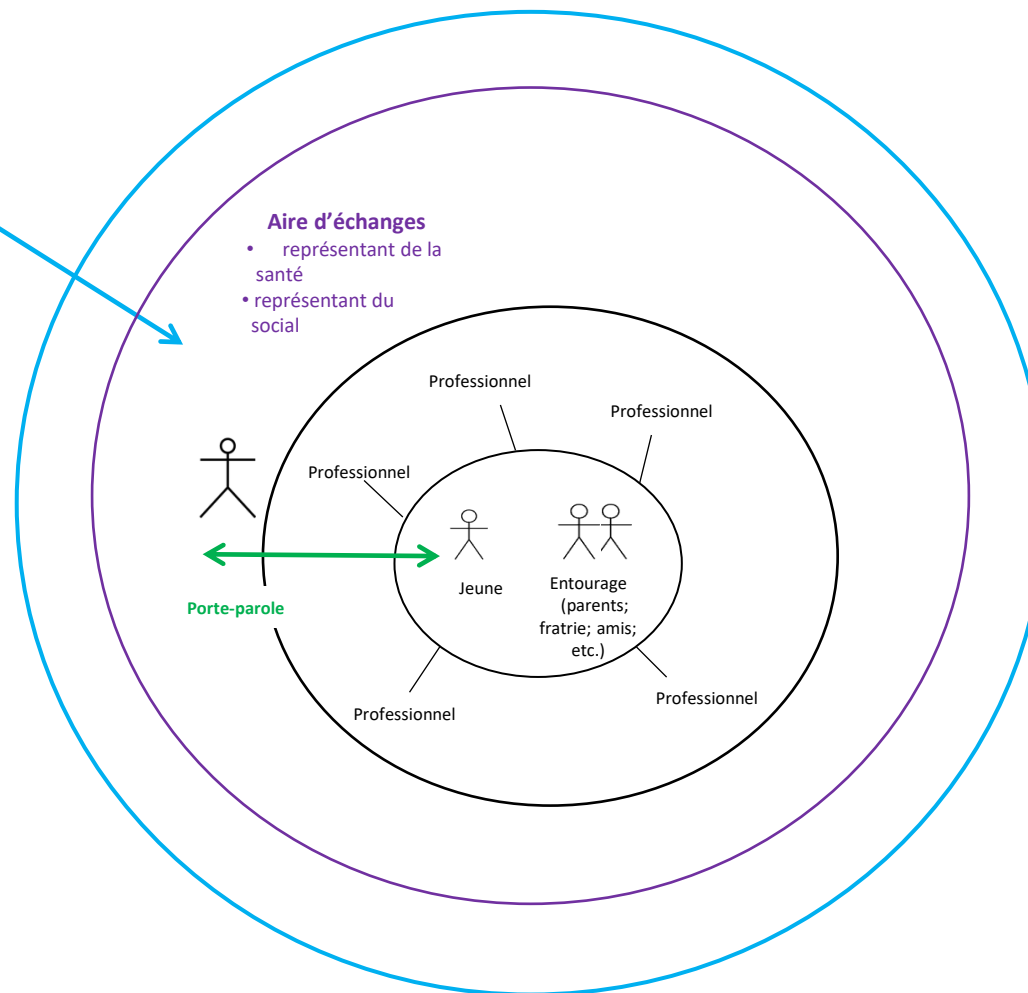 Aire d’échanges
• représentant de la
santé
• représentant du
social
Professionnel
Professionnel
Professionnel
Jeune
Entourage
(parents;
fratrie; amis;
etc.)
Porte-parole
Professionnel
Professionnel